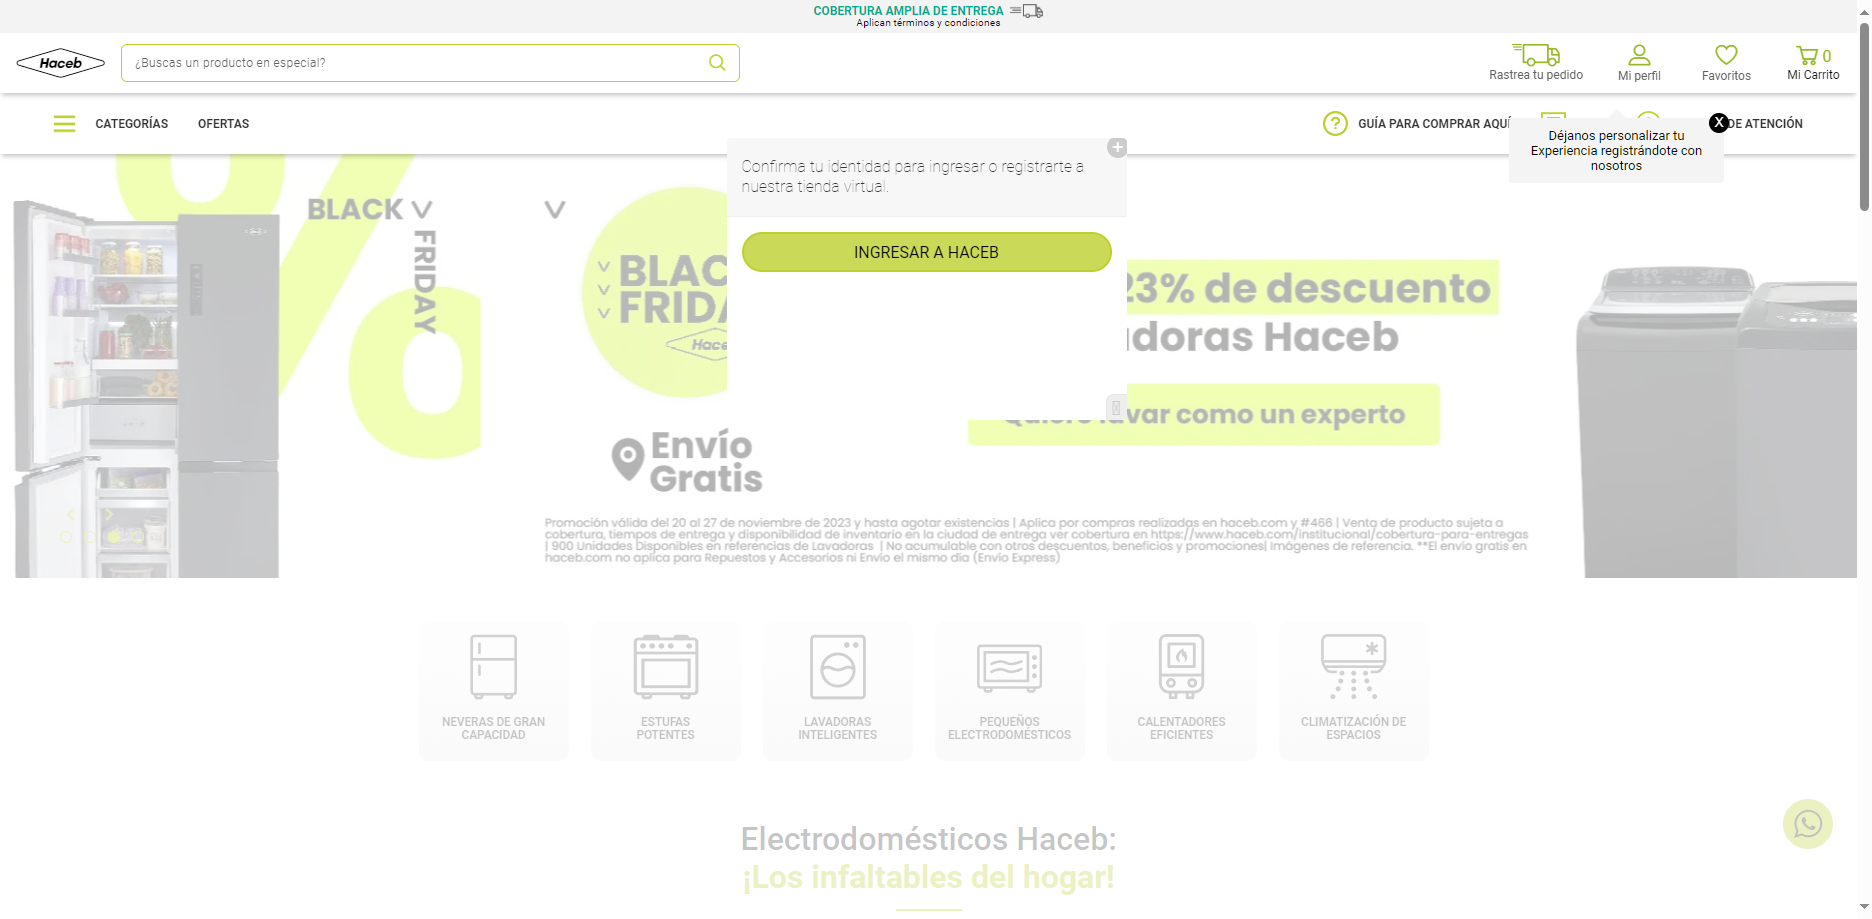 COBERTURA AMPLIA DE ENTREGA
Aplican términos y condiciones
Haceb
¿Buscas un producto en especial?
Rastrea tu pedido
Mi perfil
Favoritos
0
Mi Carrito
CATEGORÍAS
OFERTAS
GUÍA PARA COMPRAR AQUÍ
DE ATENCIÓN
X
Déjanos personalizar tu
Experiencia registrándote con
nosotros
Confirma tu identidad para ingresar o registrarte a
nuestra tienda virtual.
INGRESAR A HACEB
BLACK
FRIDAY
%
23% de descuento
Haceb
var como un experto
Envío
Gratis
Promoción válida del 20 al 27 de noviembre de 2023 y hasta agotar existencias | Aplica por compras realizadas en haceb.com y #466 | Venta de producto sujeta a
cobertura, tiempos de entrega y disponibilidad de inventario en la ciudad de entrega ver cobertura en https://www.haceb.com/institucional/cobertura-para-entregas
| 900 Unidades Disponibles en referencias de Lavadoras | No acumulable con otros descuentos, beneficios y promociones| Imágenes de referencia. **El envío gratis en
haceb.com no aplica para Repuestos y Accesorios ni Envío el mismo día (Envío Express)
NEVERAS DE GRAN
CAPACIDAD
ESTUFAS
POTENTES
LAVADORAS
INTELIGENTES
PEQUEÑOS
ELECTRODOMÉSTICOS
CALENTADORES
EFICIENTES
CLIMATIZACIÓN DE
ESPACIOS
Electrodomésticos Haceb:
¡Los infaltables del hogar!